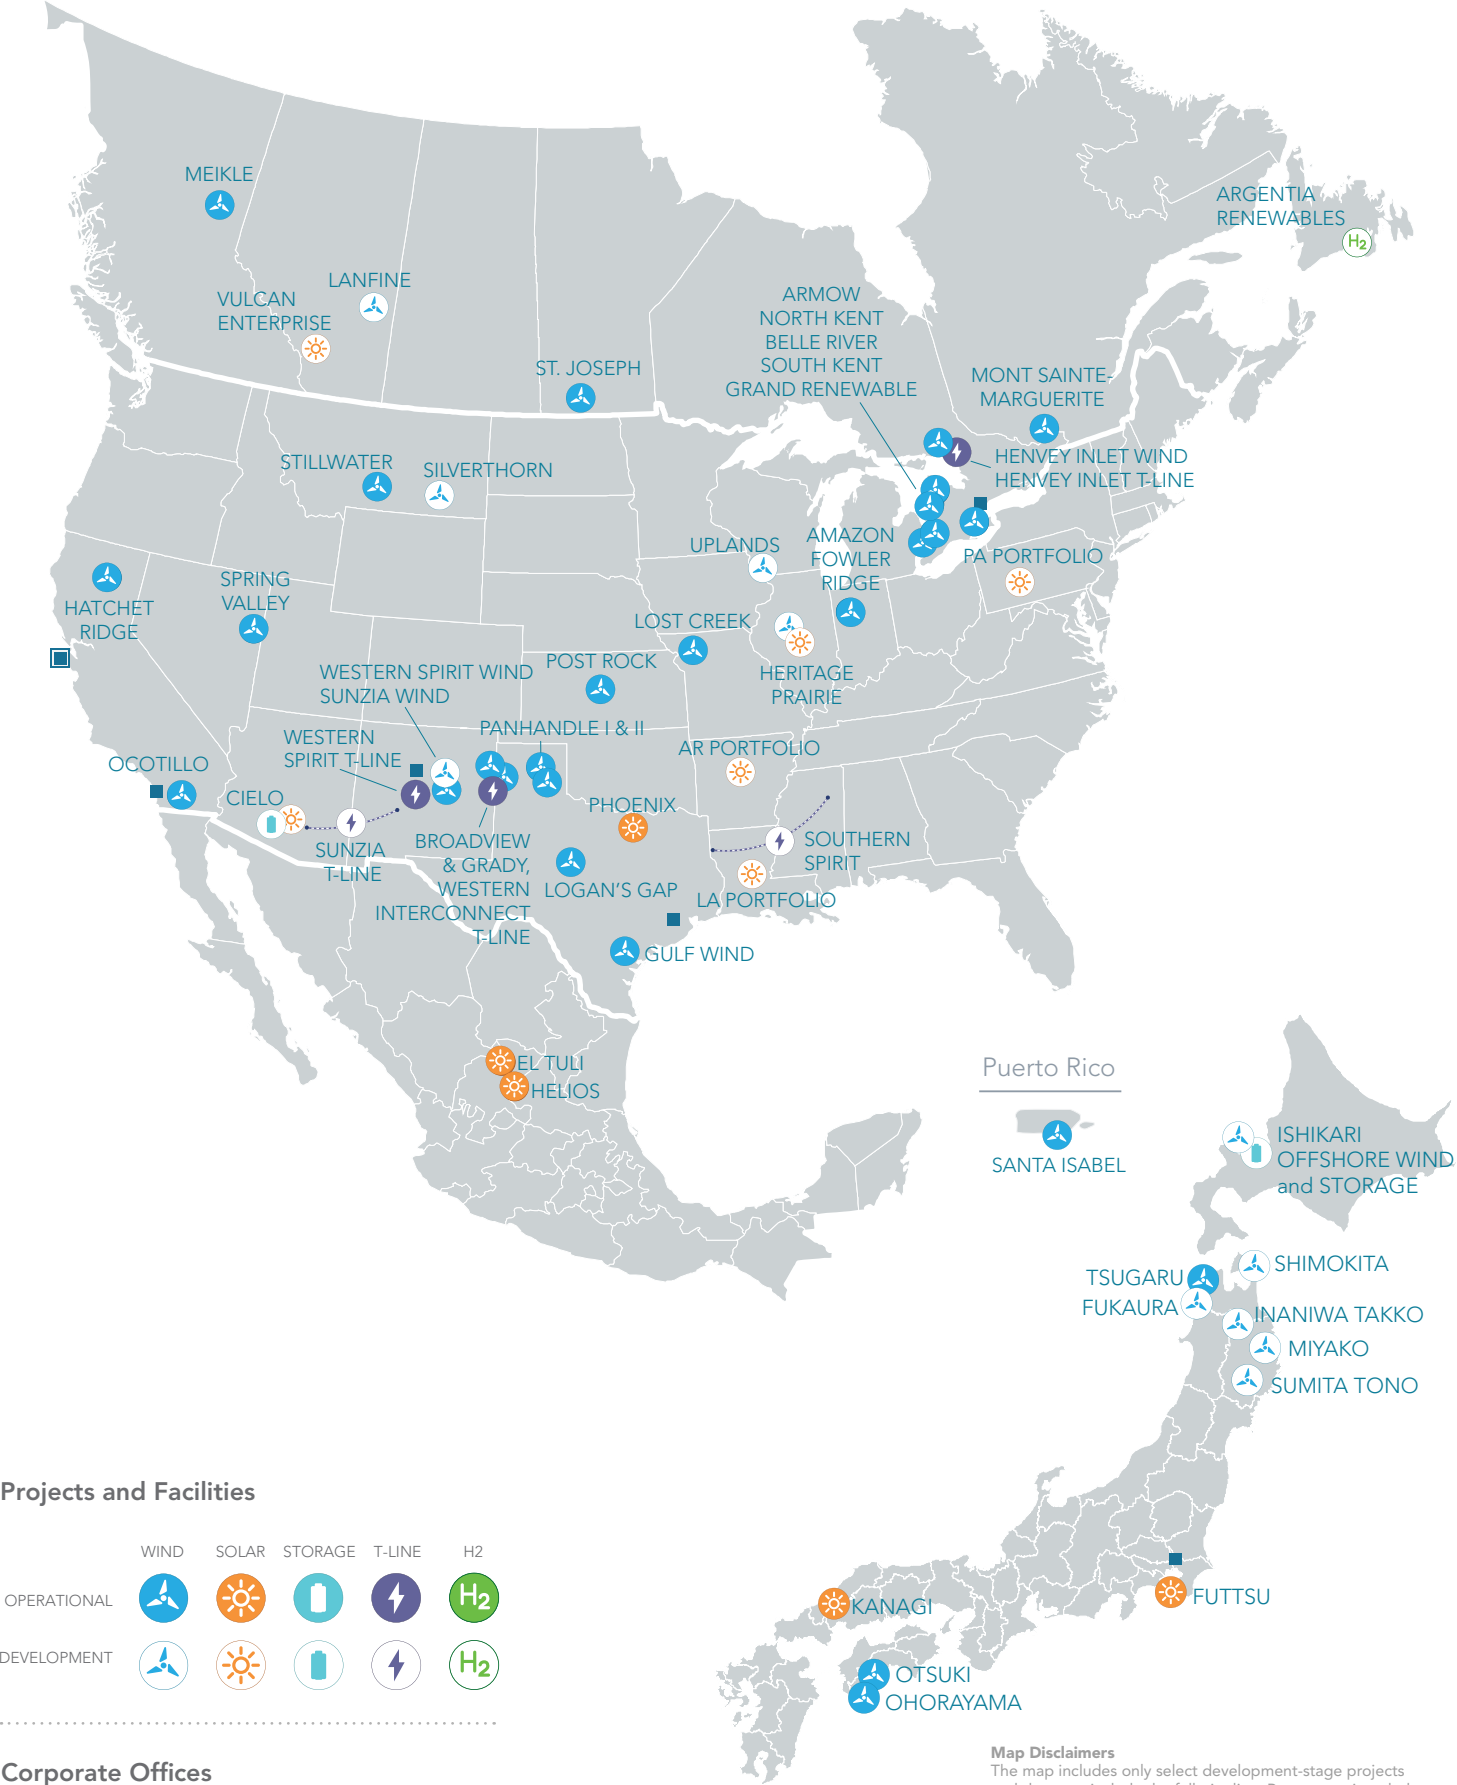 MEIKLE
ARGENTIA
RENEWABLES
H2
LANFINE
VULCAN
ENTERPRISE
ARMOW
NORTH KENT
BELLE RIVER
SOUTH KENT
GRAND RENEWABLE
ST. JOSEPH
MONT SAINTE-
MARGUERITE
HENVEY INLET WIND
HENVEY INLET T-LINE
STILLWATER
SILVERTHORN
UPLANDS
AMAZON
FOWLER
RIDGE
PA PORTFOLIO
HATCHET
RIDGE
SPRING
VALLEY
LOST CREEK
POST ROCK
HERITAGE
PRAIRIE
WESTERN SPIRIT WIND
SUNZIA WIND
PANHANDLE I & II
WESTERN
SPIRIT T-LINE
AR PORTFOLIO
OCOTILLO
CIELO
PHOENIX
SUNZIA
T-LINE
BROADVIEW
& GRADY,
WESTERN
INTERCONNECT
T-LINE
LOGAN'S GAP
SOUTHERN
SPIRIT
LA PORTFOLIO
GULF WIND
EL TULI
HELIOS
Puerto Rico
SANTA ISABEL
ISHIKARI
OFFSHORE WIND
and STORAGE
SHIMOKITA
TSUGARU
FUKAURA
INANIWA TAKKO
MIYAKO
SUMITA TONO
KANAGI
FUTTSU
OTSUKI
OHORAYAMA
Projects and Facilities
WIND SOLAR STORAGE T-LINE H2
OPERATIONAL H2
DEVELOPMENT H2
Corporate Offices
Map Disclaimers
The map includes only select development-stage projects